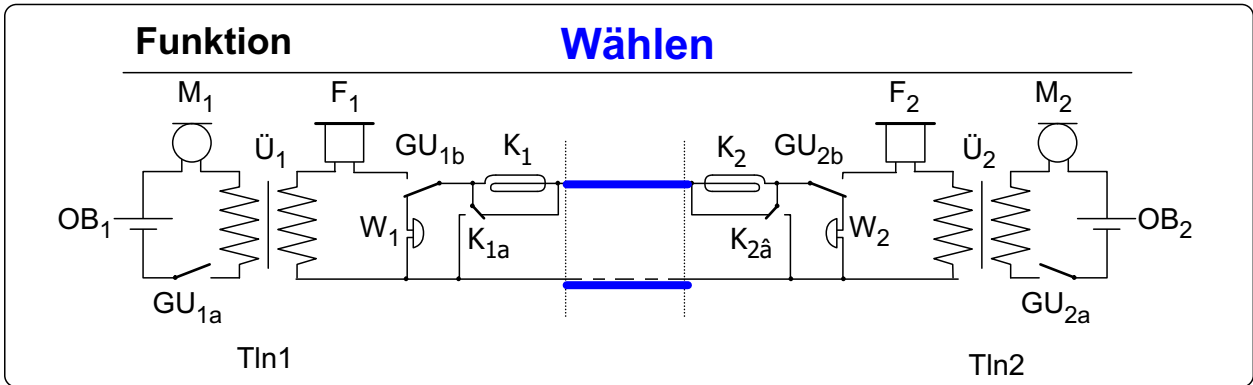 Funktion Wählen
M1 F1 F2 M2
Ü1 GU1b K1 K2 GU2b Ü2
OB1 W1 K1a K2â W2 OB2
GU1a GU2a
Tln1 Tln2